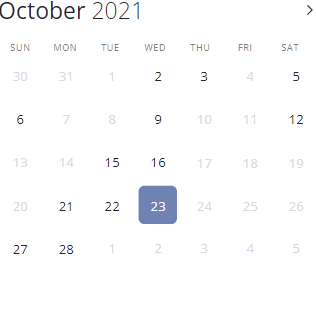 October 2021
SUN MON TUE WED THU FRI SAT
30 31 1 2 3 4 5
6 7 8 9 10 11 12
13 14 15 16 17 18 19
20 21 22 23 24 25 26
27 28 1 2 3 4 5